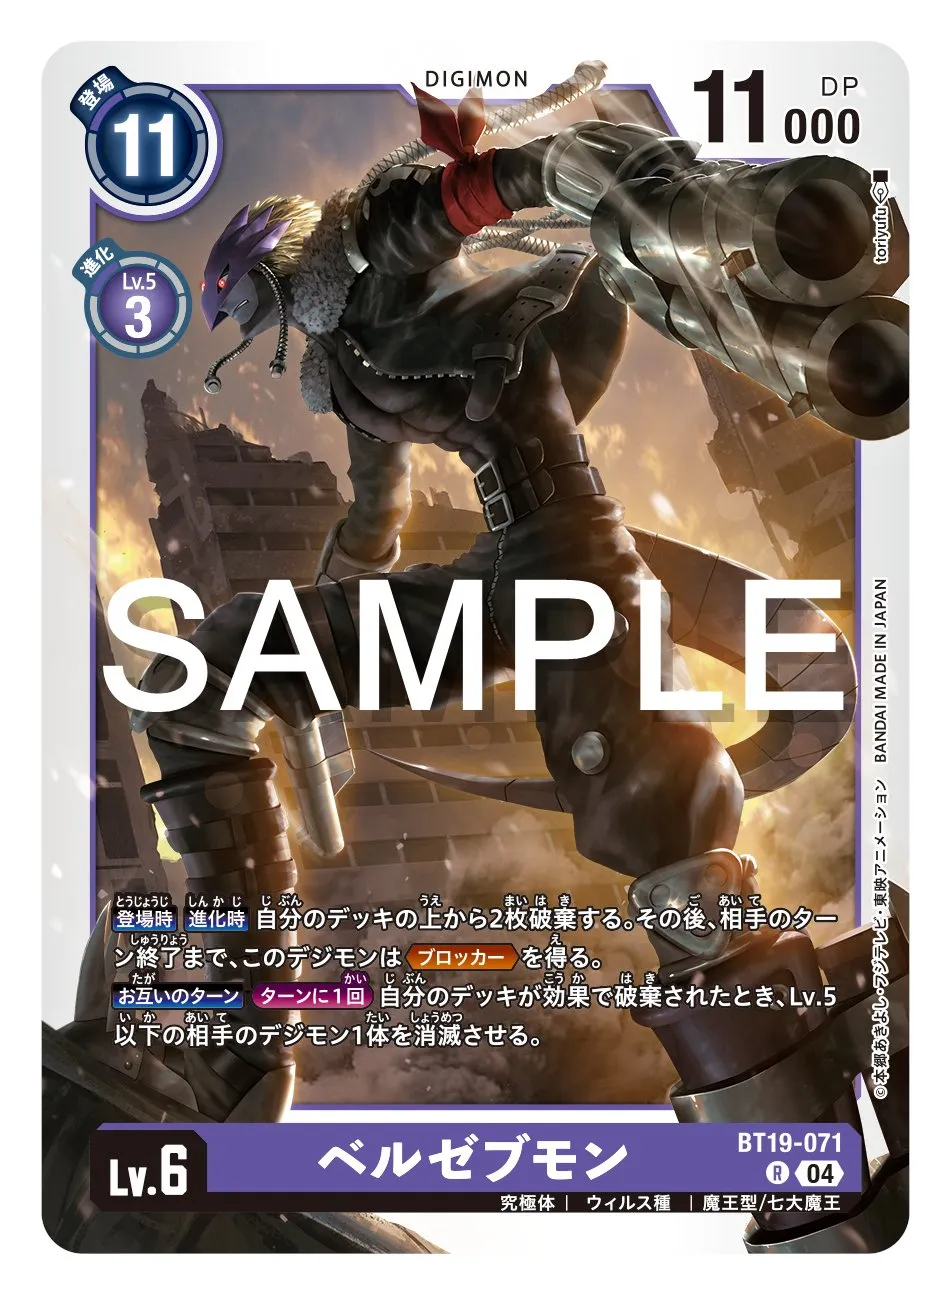 DIGIMON
登場
11
11000
DP
進化
Lv.5
3
toriyufu
SAMPLE
BANDAI MADE IN JAPAN
©本郷あきよし・フジテレビ・東映アニメーション
登場時 進化時 自分のデッキの上から2枚破棄する。その後、相手のター
ン終了まで、このデジモンは ブロッカー を得る。
お互いのターン ターンに1回 自分のデッキが効果で破棄されたとき、Lv.5
以下の相手のデジモン1体を消滅させる。
Lv.6
ベルゼブモン
BT19-071
R 04
究極体 | ウィルス種 | 魔王型/七大魔王